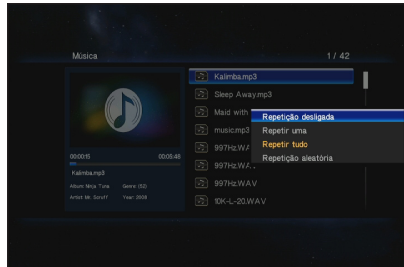 Música
1 / 42
Kalimba.mp3
Sleep Away.mp3
Maid with
music.mp3
997Hz.WA
997Hz.WA
997Hz.WAV
10K-L-20.WAV
Repetição desligada
Repetir uma
Repetir tudo
Repetição aleatória
00:00:15
00:05:48
Kalimba.mp3
Album: Ninja Tuna
Genre: (52)
Artist: Mr. Scruff
Year: 2008